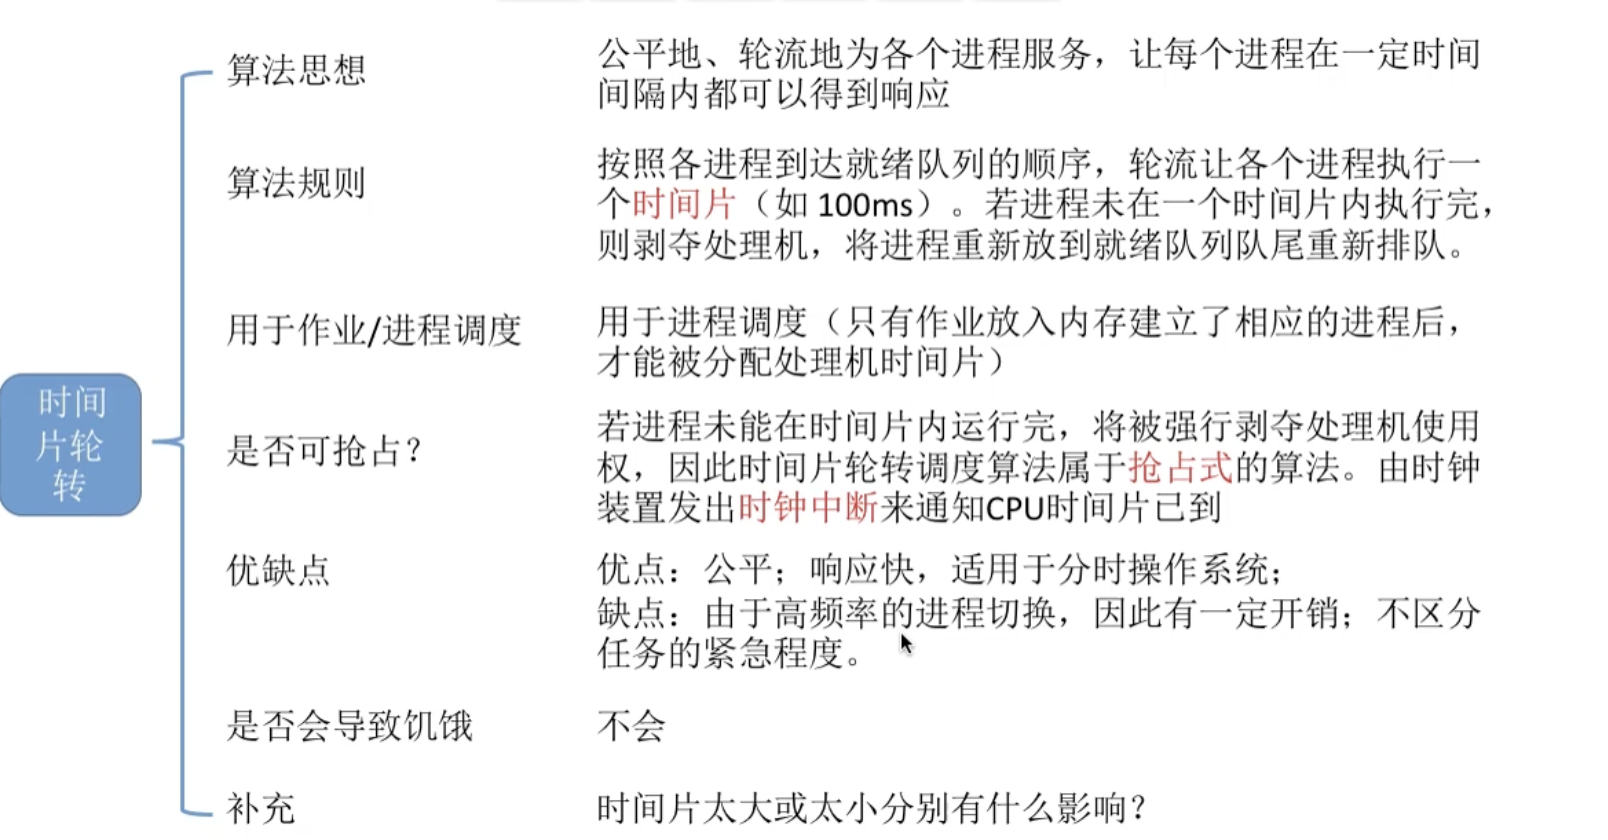 时间
片轮
转
算法思想
公平地、轮流地为各个进程服务，让每个进程在一定时间
间隔内都可以得到响应
算法规则
按照各进程到达就绪队列的顺序，轮流让各个进程执行一
个时间片（如 100ms）。若进程未在一个时间片内执行完，
则剥夺处理机，将进程重新放到就绪队列队尾重新排队。
用于作业/进程调度
用于进程调度（只有作业放入内存建立了相应的进程后，
才能被分配处理机时间片）
是否可抢占？
若进程未能在时间片内运行完，将被强行剥夺处理机使用
权，因此时间片轮转调度算法属于抢占式的算法。由时钟
装置发出时钟中断来通知CPU时间片已到
优缺点
优点：公平；响应快，适用于分时操作系统；
缺点：由于高频率的进程切换，因此有一定开销；不区分
任务的紧急程度。
是否会导致饥饿
不会
补充
时间片太大或太小分别有什么影响？